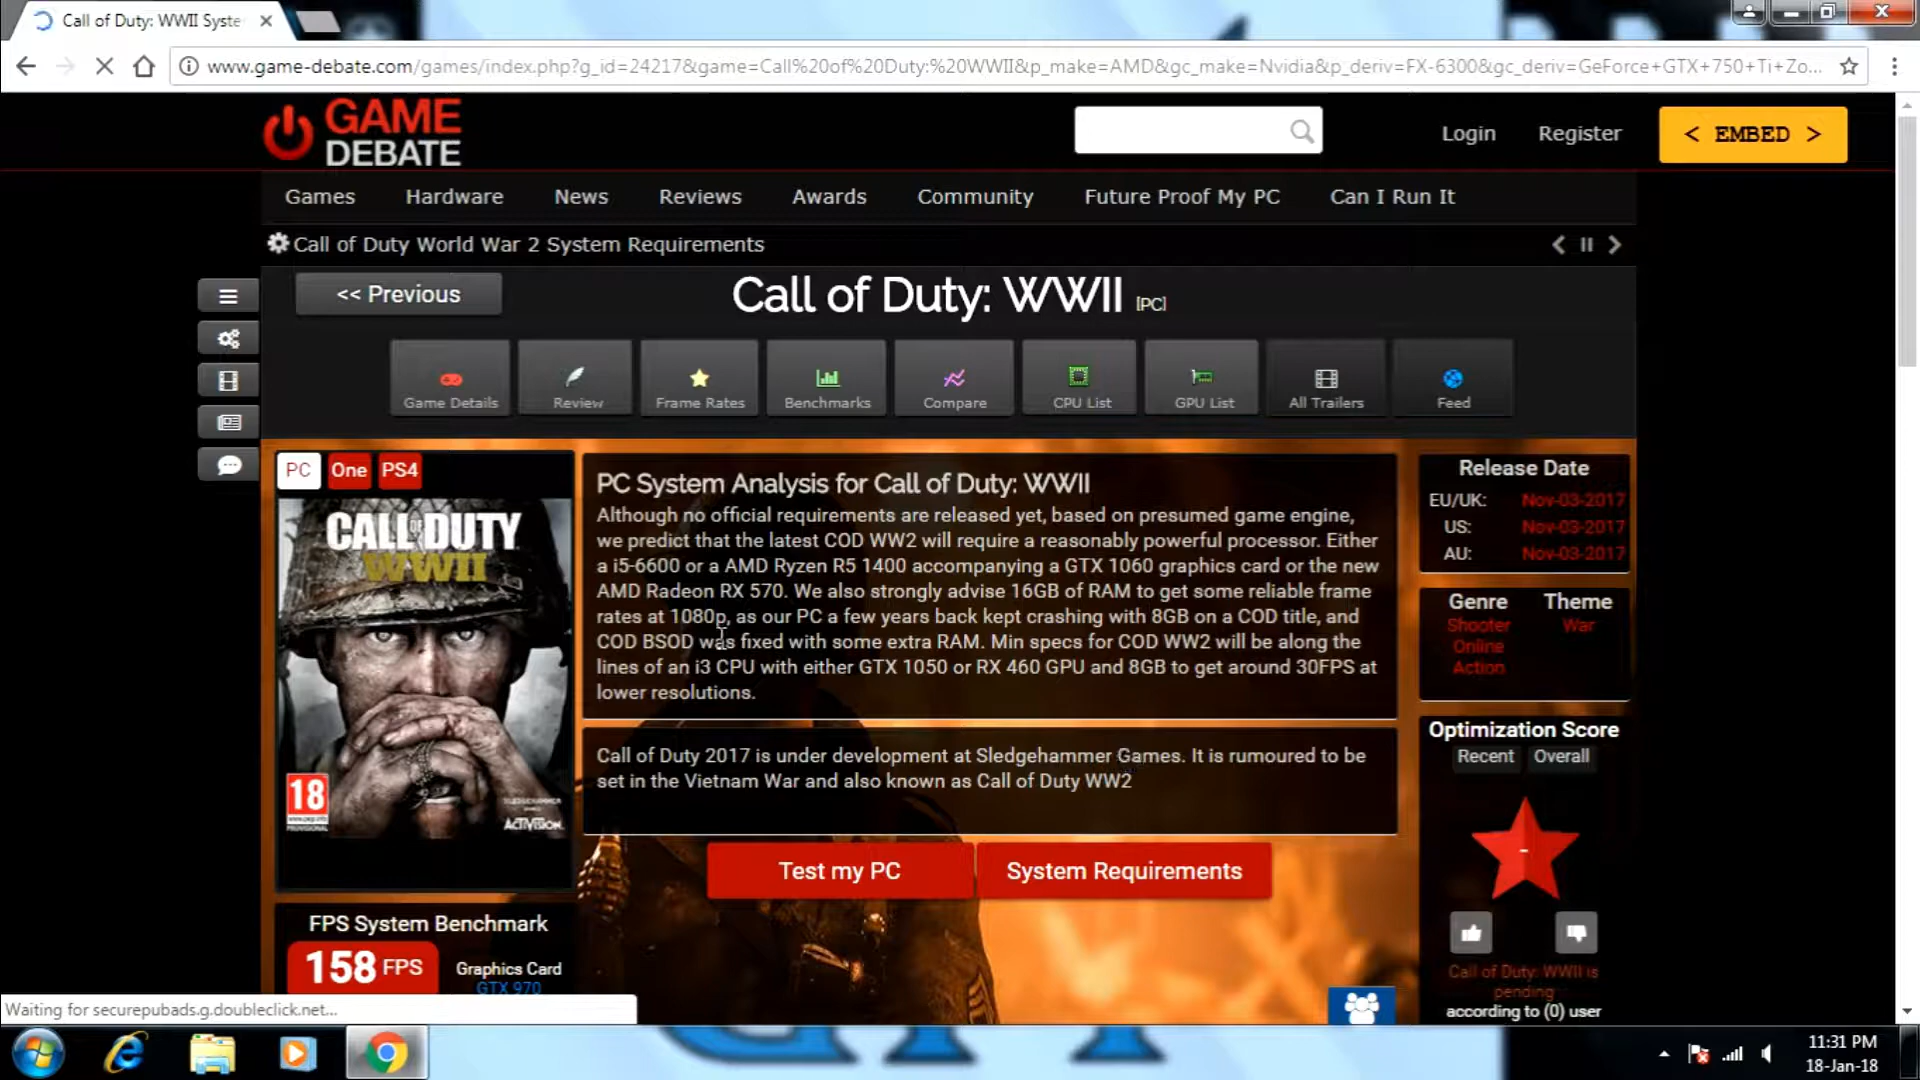 Call of Duty: WWII Syste
www.game-debate.com/games/index.php?g_id=24217&game=Call%20of%20Duty:%20WWII&p_make=AMD&gc_make=Nvidia&p_deriv=FX-6300&gc_deriv=GeForce+GTX+750+Ti+Zo...
GAME
DEBATE
Login
Register
< EMBED >
Games
Hardware
News
Reviews
Awards
Community
Future Proof My PC
Can I Run It
Call of Duty World War 2 System Requirements
<< Previous
Call of Duty: WWII [PC]
Game Details
Review
Frame Rates
Benchmarks
Compare
CPU List
GPU List
All Trailers
Feed
PC One PS4
CALL OF DUTY
WWII
18
ACTIVISION
PC System Analysis for Call of Duty: WWII
Although no official requirements are released yet, based on presumed game engine,
we predict that the latest COD WW2 will require a reasonably powerful processor. Either
a i5-6600 or a AMD Ryzen R5 1400 accompanying a GTX 1060 graphics card or the new
AMD Radeon RX 570. We also strongly advise 16GB of RAM to get some reliable frame
rates at 1080p, as our PC a few years back kept crashing with 8GB on a COD title, and
COD BSOD was fixed with some extra RAM. Min specs for COD WW2 will be along the
lines of an i3 CPU with either GTX 1050 or RX 460 GPU and 8GB to get around 30FPS at
lower resolutions.
Call of Duty 2017 is under development at Sledgehammer Games. It is rumoured to be
set in the Vietnam War and also known as Call of Duty WW2
Test my PC
System Requirements
Release Date
EU/UK: Nov-03-2017
US: Nov-03-2017
AU: Nov-03-2017
Genre
Shooter
Online
Action
Theme
War
Optimization Score
Recent Overall
-
Call of Duty: WWII is
pending
according to (0) user
FPS System Benchmark
158 FPS
Graphics Card
GTX 970
Waiting for securepubads.g.doubleclick.net...
11:31 PM
18-Jan-18